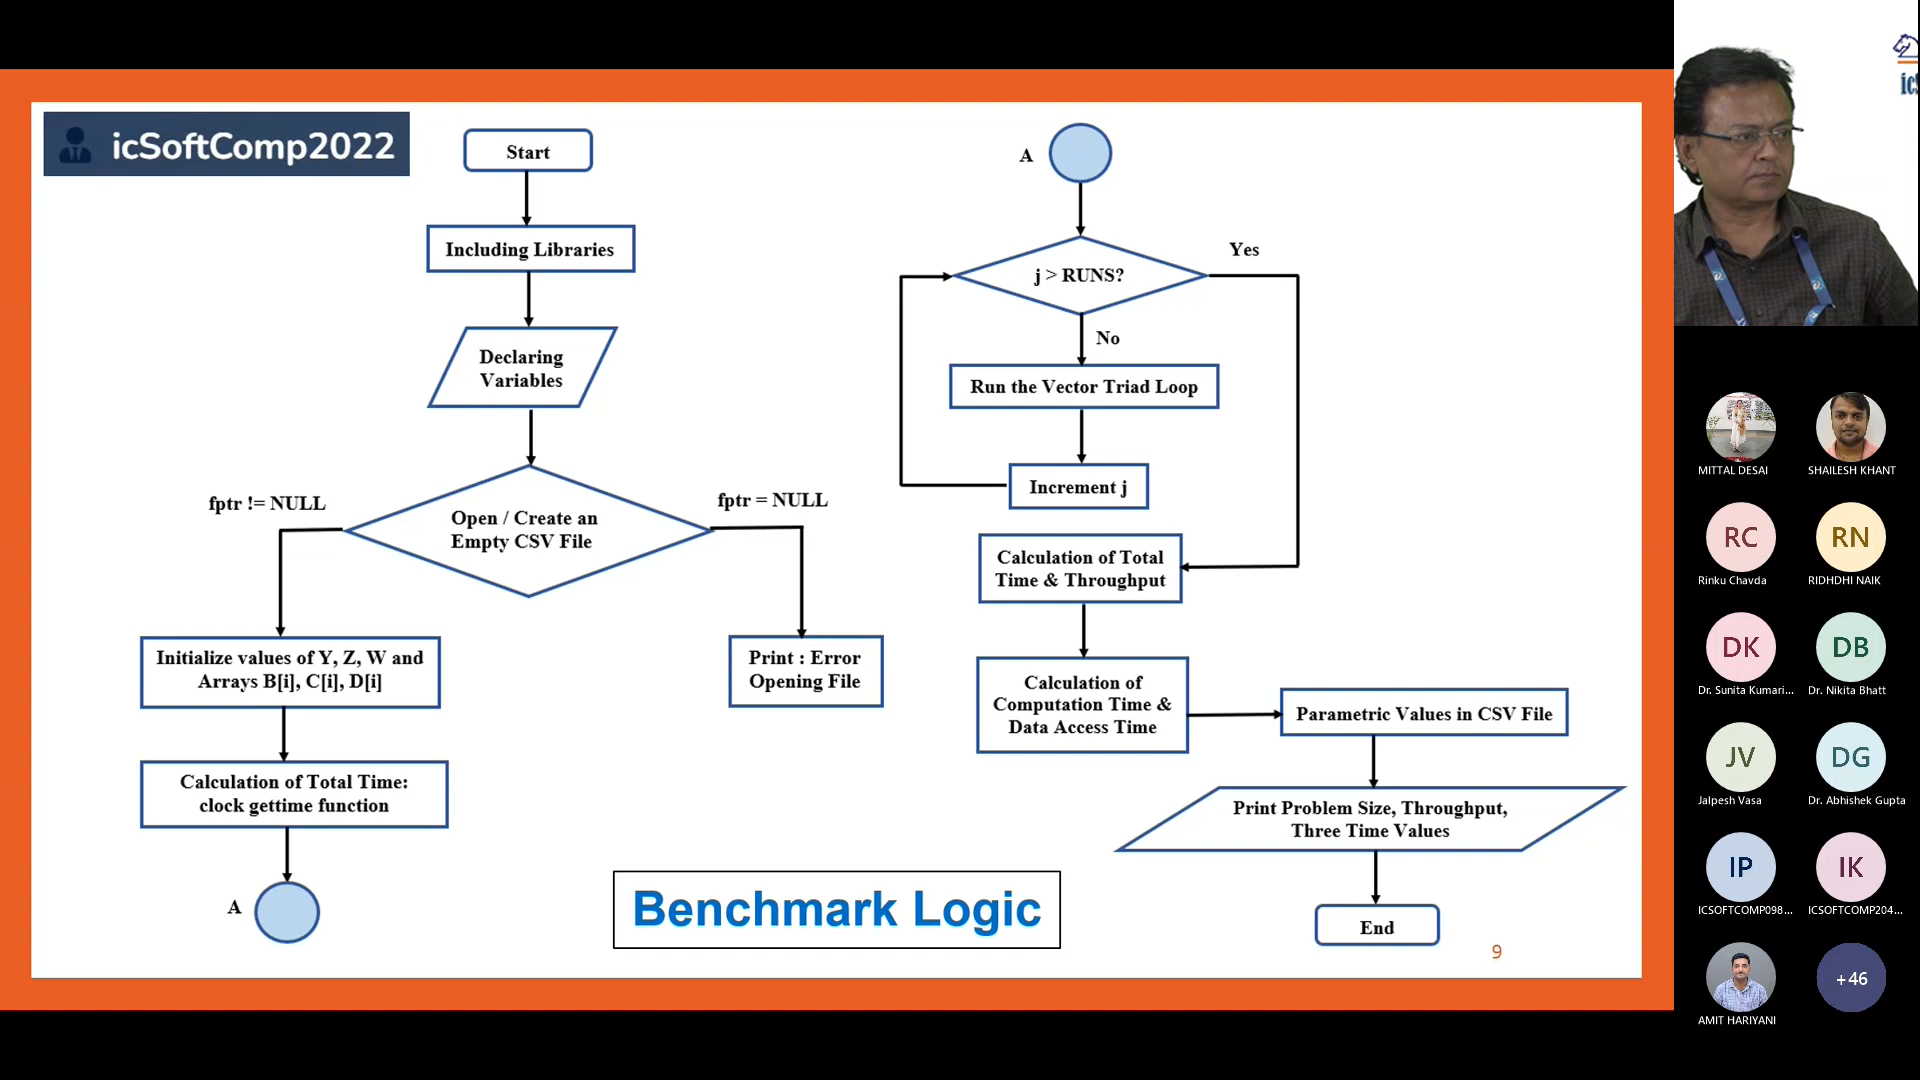 icSoftComp2022
Start
Including Libraries
Declaring
Variables
fptr != NULL
fptr = NULL
Open / Create an
Empty CSV File
Initialize values of Y, Z, W and
Arrays B[i], C[i], D[i]
Print : Error
Opening File
Calculation of Total Time:
clock gettime function
A
A
j > RUNS?
Yes
No
Run the Vector Triad Loop
Increment j
Calculation of Total
Time & Throughput
Calculation of
Computation Time &
Data Access Time
Parametric Values in CSV File
Print Problem Size, Throughput,
Three Time Values
End
Benchmark Logic
9
MITTAL DESAI
SHAILESH KHANT
RC
Rinku Chavda
RN
RIDHDHI NAIK
DK
Dr. Sunita Kumari...
DB
Dr. Nikita Bhatt
JV
Jalpesh Vasa
DG
Dr. Abhishek Gupta
IP
ICSOFTCOMP098...
IK
ICSOFTCOMP204...
AMIT HARIYANI
+46